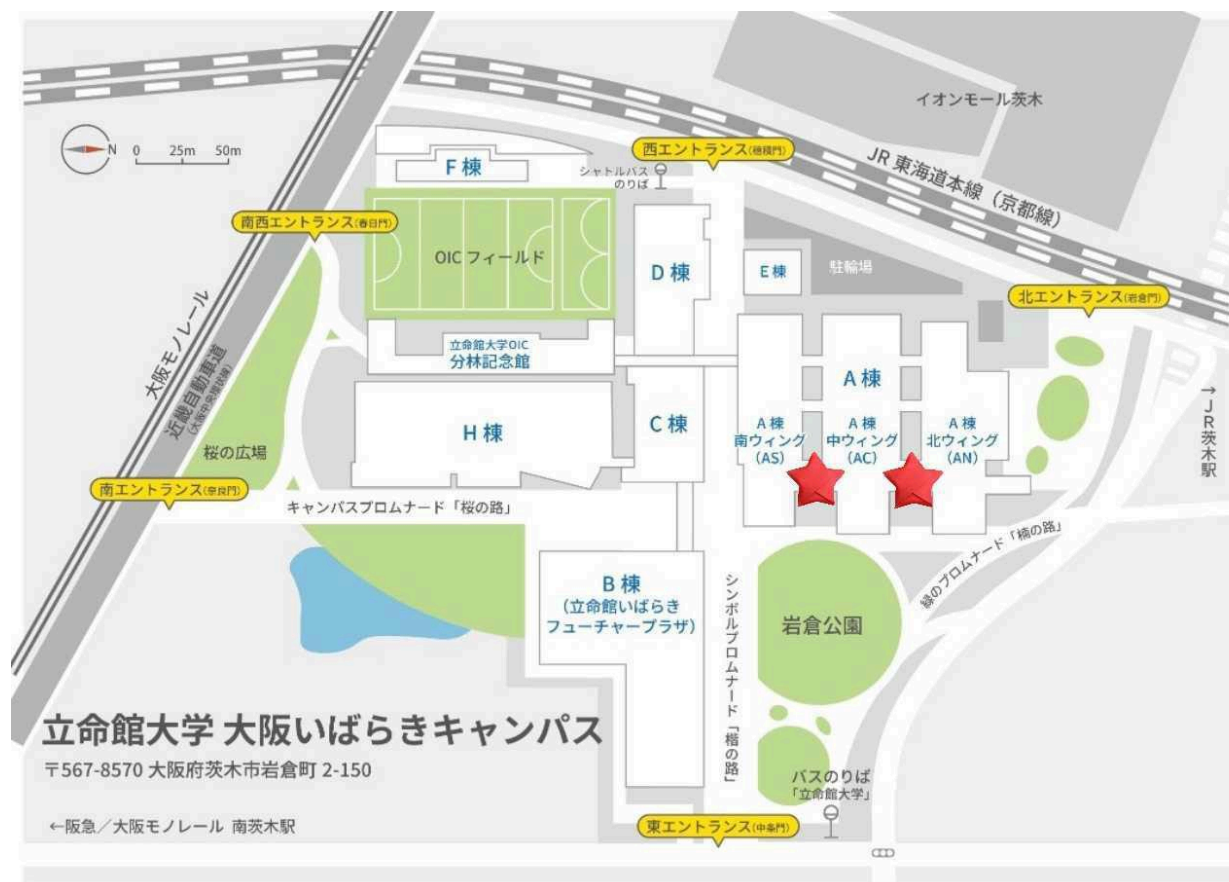 イオンモール茨木
N 0 25m 50m
西エントランス(穂積門)
JR 東海道本線（京都線）
F 棟
シャトルバス
のりば
南西エントランス(春日門)
OIC フィールド
D 棟
E 棟
駐輪場
北エントランス(岩倉門)
大阪モノレール
近畿自動車道
(大阪中央環状線)
立命館大学OIC
分林記念館
A 棟
→JR茨木駅
H 棟
C 棟
A 棟
南ウィング
(AS)
A 棟
中ウィング
(AC)
A 棟
北ウィング
(AN)
桜の広場
南エントランス(奈良門)
キャンパスプロムナード「桜の路」
緑のプロムナード「楠の路」
B 棟
(立命館いばらき
フューチャープラザ)
シンボルプロムナード「楷の路」
岩倉公園
立命館大学 大阪いばらきキャンパス
〒567-8570 大阪府茨木市岩倉町 2-150
バスのりば
「立命館大学」
←阪急／大阪モノレール 南茨木駅
東エントランス(中条門)